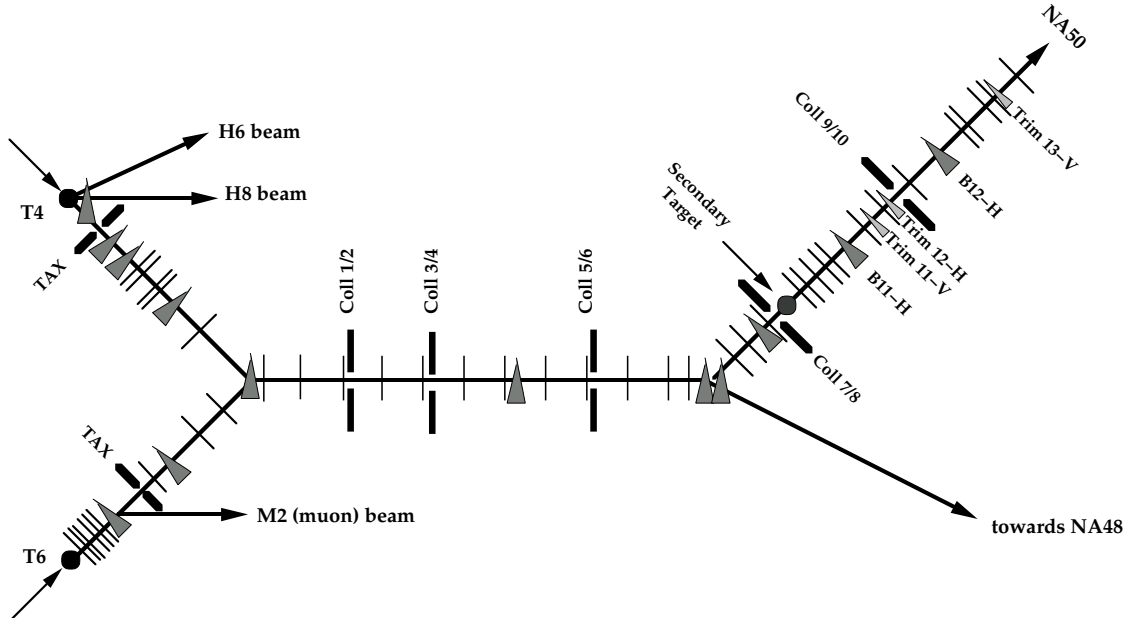 NA50
Coll 9/10
Trim 13–V
H6 beam
H8 beam
T4
Secondary
Target
B12–H
Trim 12–H
Trim 11–V
B11–H
TAX
Coll 1/2
Coll 3/4
Coll 5/6
Coll 7/8
TAX
M2 (muon) beam
towards NA48
T6